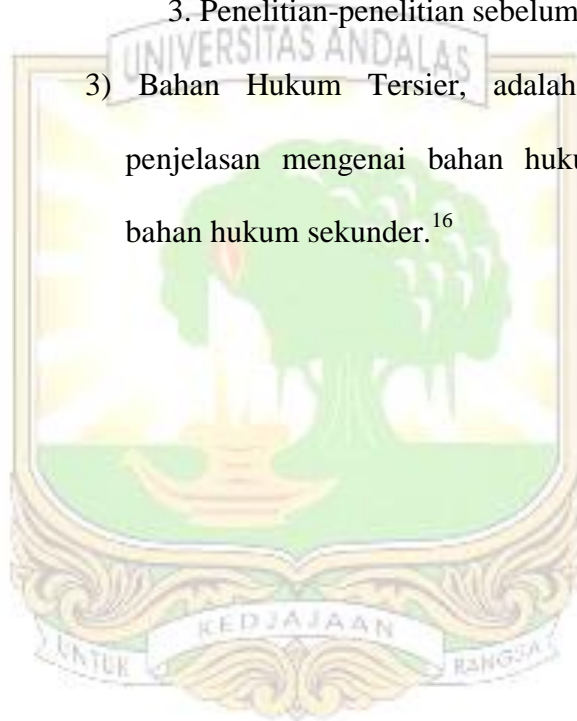 3. Penelitian-penelitian sebelum
UNIVERSITAS ANDALAS
3) Bahan Hukum Tersier, adalah
penjelasan mengenai bahan huku
bahan hukum sekunder.16
KEDJAJAAN
UNTUK
BANGSA